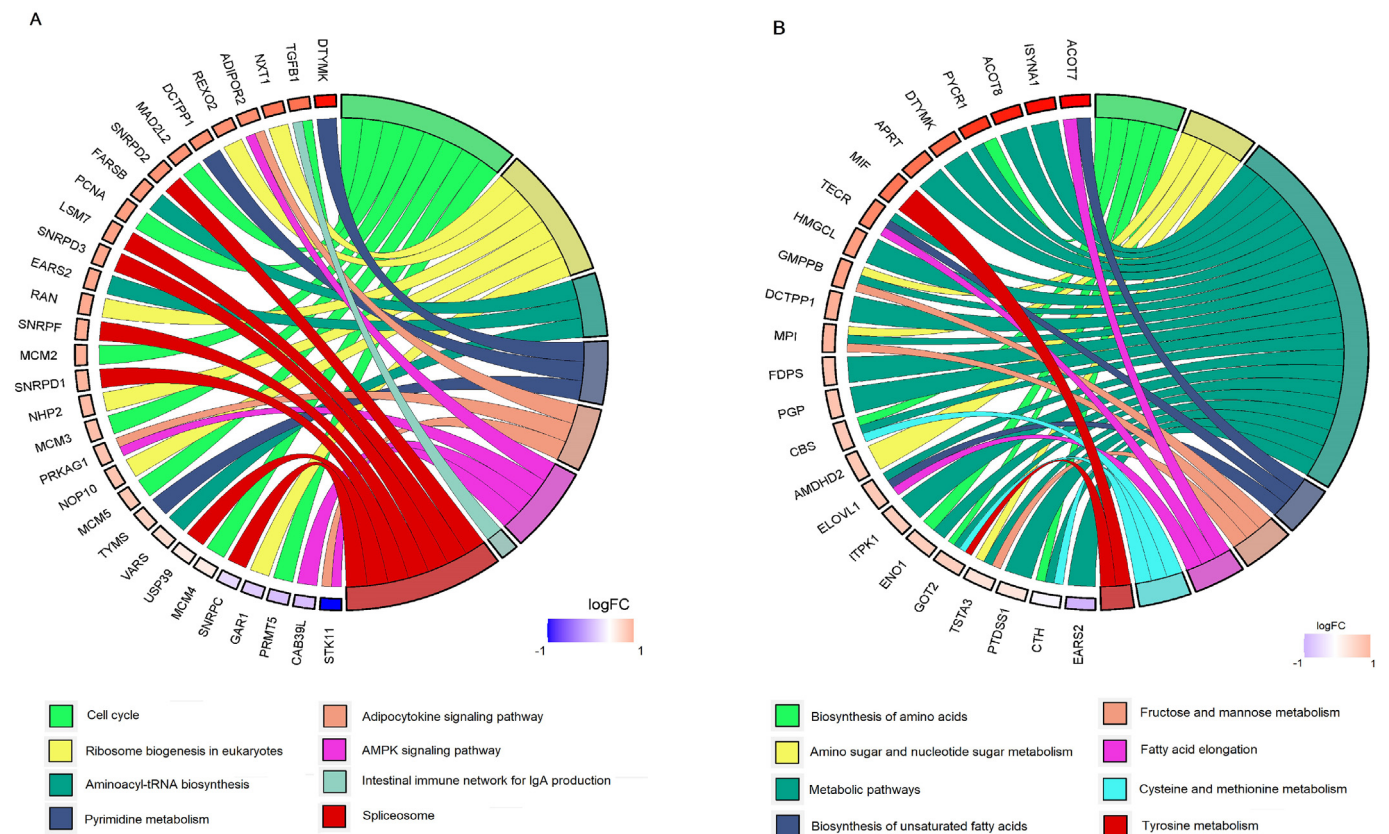 A
DTYMK
TGFB1
NXT1
ADIPOR2
REXO2
DCTPP1
MAD2L2
SNRPD2
FARSB
PCNA
LSM7
SNRPD3
EARS2
RAN
SNRPF
MCM2
SNRPD1
NHP2
MCM3
PRKAG1
NOP10
MCM5
TYMS
VARS
USP39
MCM4
SNRPC
GAR1
PRMT5
CAB39L
STK11
logFC
-1 1
Cell cycle
Ribosome biogenesis in eukaryotes
Aminoacyl-tRNA biosynthesis
Pyrimidine metabolism
Adipocytokine signaling pathway
AMPK signaling pathway
Intestinal immune network for IgA production
Spliceosome
B
ACOT7
ISYNA1
ACOT8
PYCR1
DTYMK
APRT
MIF
TECR
HMGCL
GMPPB
DCTPP1
MPI
FDPS
PGP
CBS
AMDHD2
ELOVL1
ITPK1
ENO1
GOT2
TSTA3
PTDSS1
CTH
EARS2
logFC
-1 1
Biosynthesis of amino acids
Amino sugar and nucleotide sugar metabolism
Metabolic pathways
Biosynthesis of unsaturated fatty acids
Fructose and mannose metabolism
Fatty acid elongation
Cysteine and methionine metabolism
Tyrosine metabolism